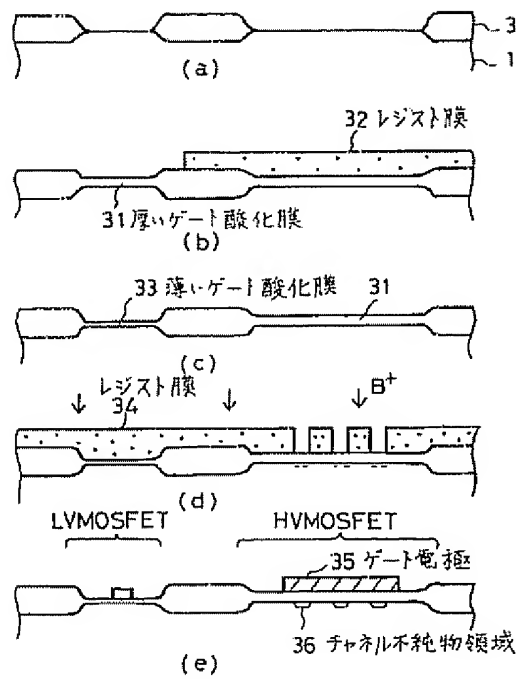 3
1
(a)
32 レジスト膜
31 厚いゲート酸化膜
(b)
33 薄いゲート酸化膜
31
(c)
レジスト膜
34
B+
(d)
LVMOSFET
HVMOSFET
35 ゲート電極
36 チャネル不純物領域
(e)